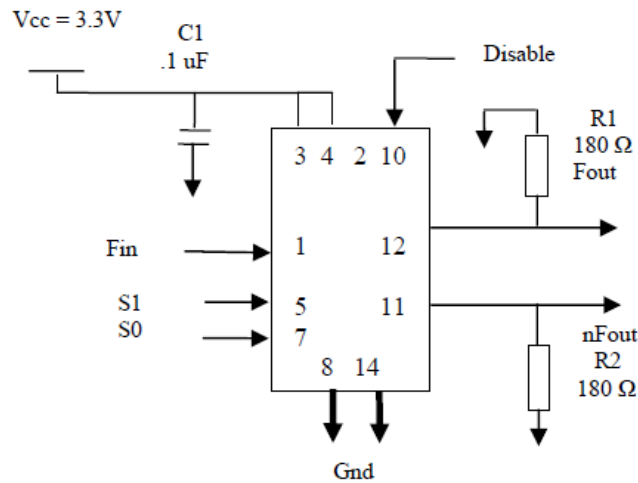 Vcc = 3.3V
C1
.1 uF
Disable
R1
180 Ω
Fout
3 4 2 10
Fin
1 12
S1
S0
5 11
7
nFout
R2
180 Ω
8 14
Gnd